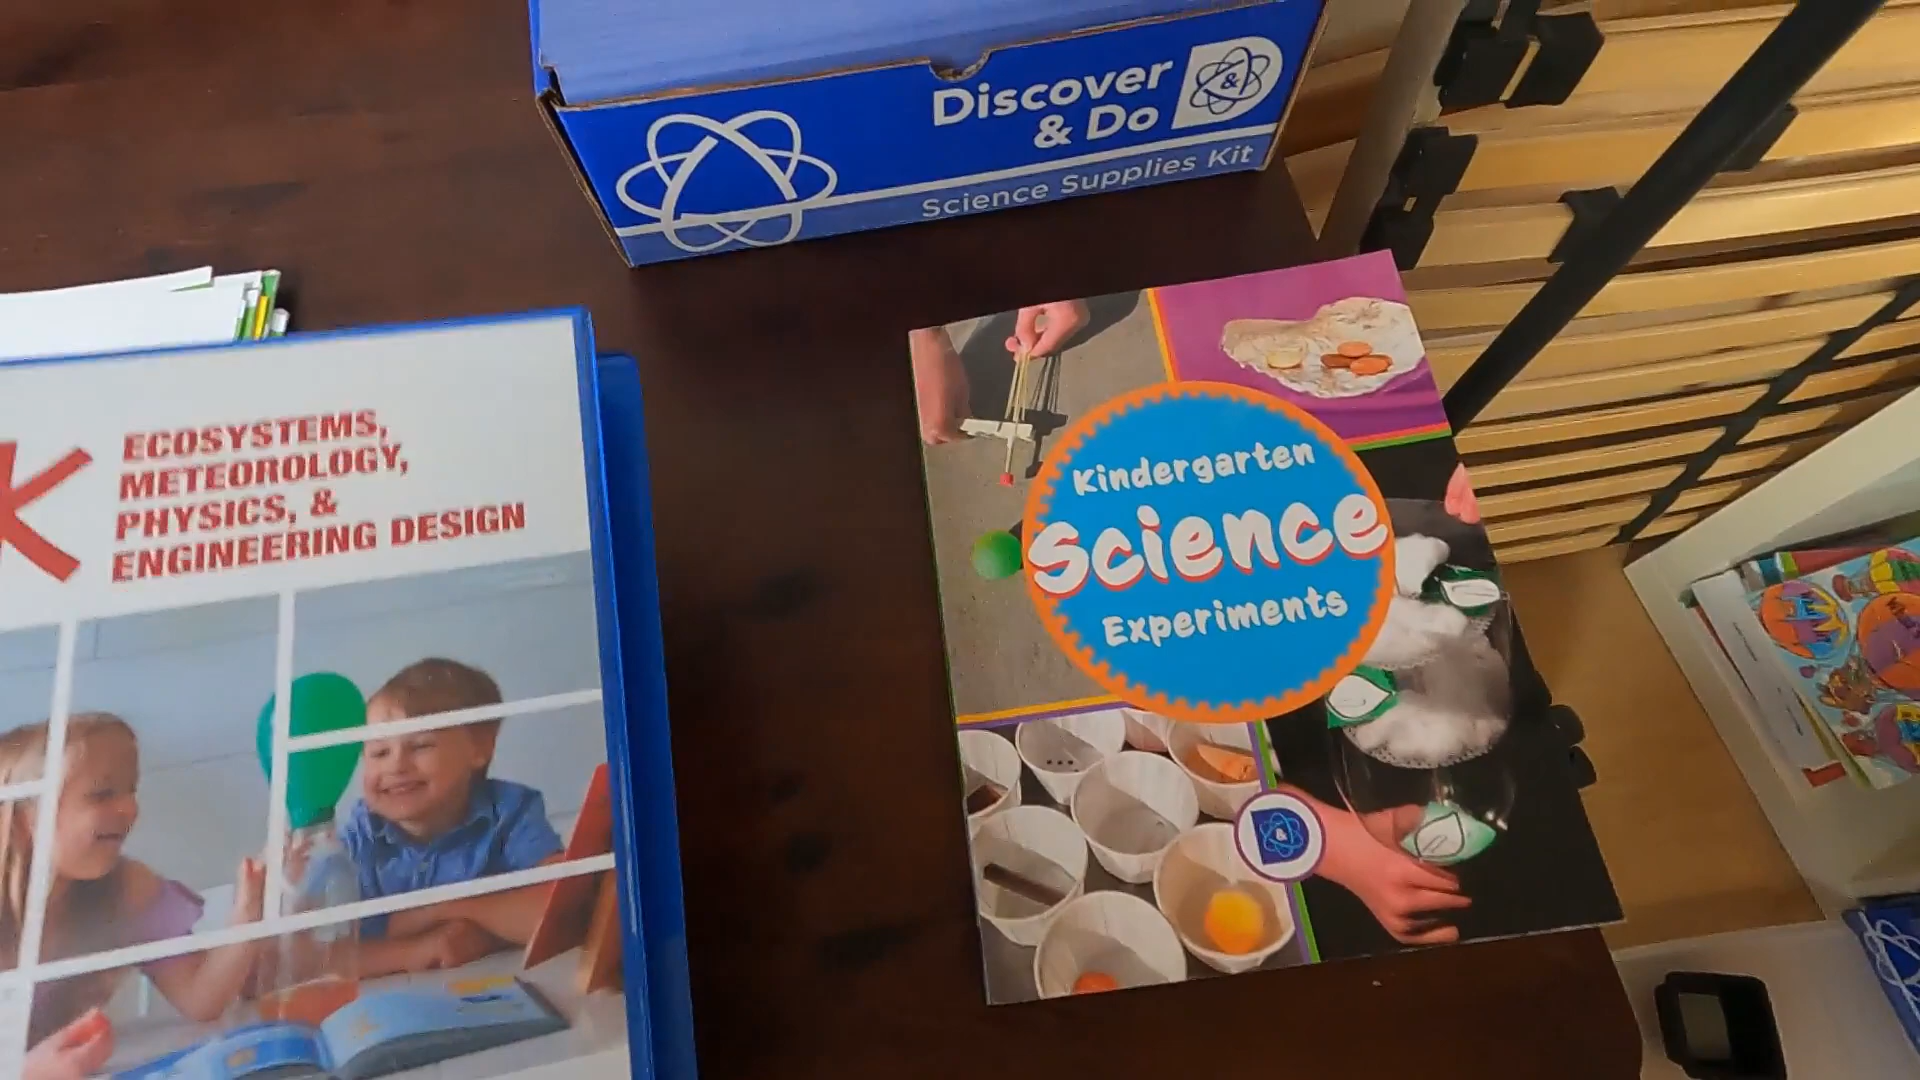 Discover
& Do
&
Science Supplies Kit
K
ECOSYSTEMS,
METEOROLOGY,
PHYSICS, &
ENGINEERING DESIGN
Kindergarten
Science
Experiments
&